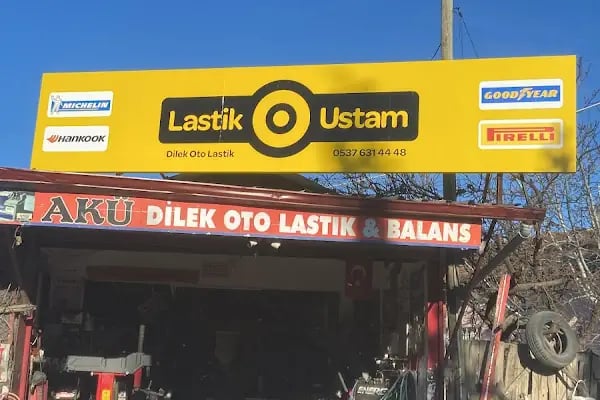 MICHELIN
HANKOOK
Lastik Ustam
Dilek Oto Lastik 0537 631 44 48
GOODYEAR
PIRELLI
AKÜ DİLEK OTO LASTİK & BALANS
ENERG